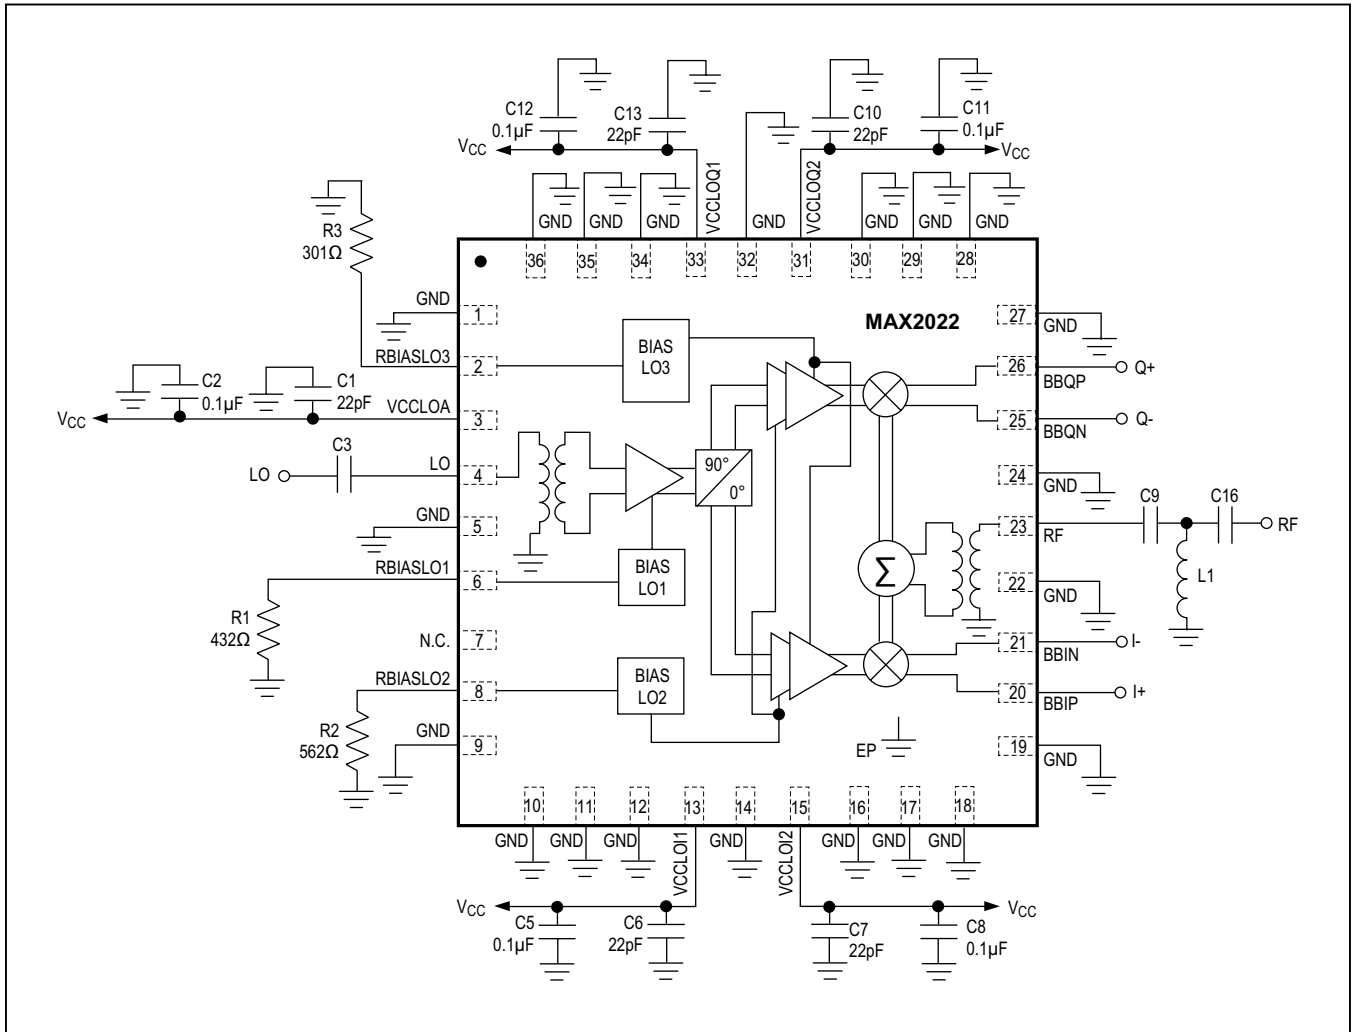 C12
0.1µF
C13
22pF
C10
22pF
C11
0.1µF
VCC
VCC
VCCLOQ1
VCCLOQ2
GND
GND
GND
GND
GND
GND
GND
R3
301Ω
36
35
34
33
32
31
30
29
28
MAX2022
GND
1
27
GND
RBIASLO3
2
BIAS
LO3
26
BBQP
Q+
C2
0.1µF
C1
22pF
VCC
VCCLOA
3
25
BBQN
Q-
C3
LO
LO
4
90°
0°
24
GND
GND
5
23
RF
C9
C16
RF
L1
RBIASLO1
6
BIAS
LO1
Σ
22
GND
R1
432Ω
N.C.
7
21
BBIN
I-
RBIASLO2
8
BIAS
LO2
20
BBIP
I+
R2
562Ω
GND
9
EP
19
GND
10
11
12
13
14
15
16
17
18
GND
GND
GND
VCCLOI1
GND
VCCLOI2
GND
GND
GND
VCC
VCC
C5
0.1µF
C6
22pF
C7
22pF
C8
0.1µF